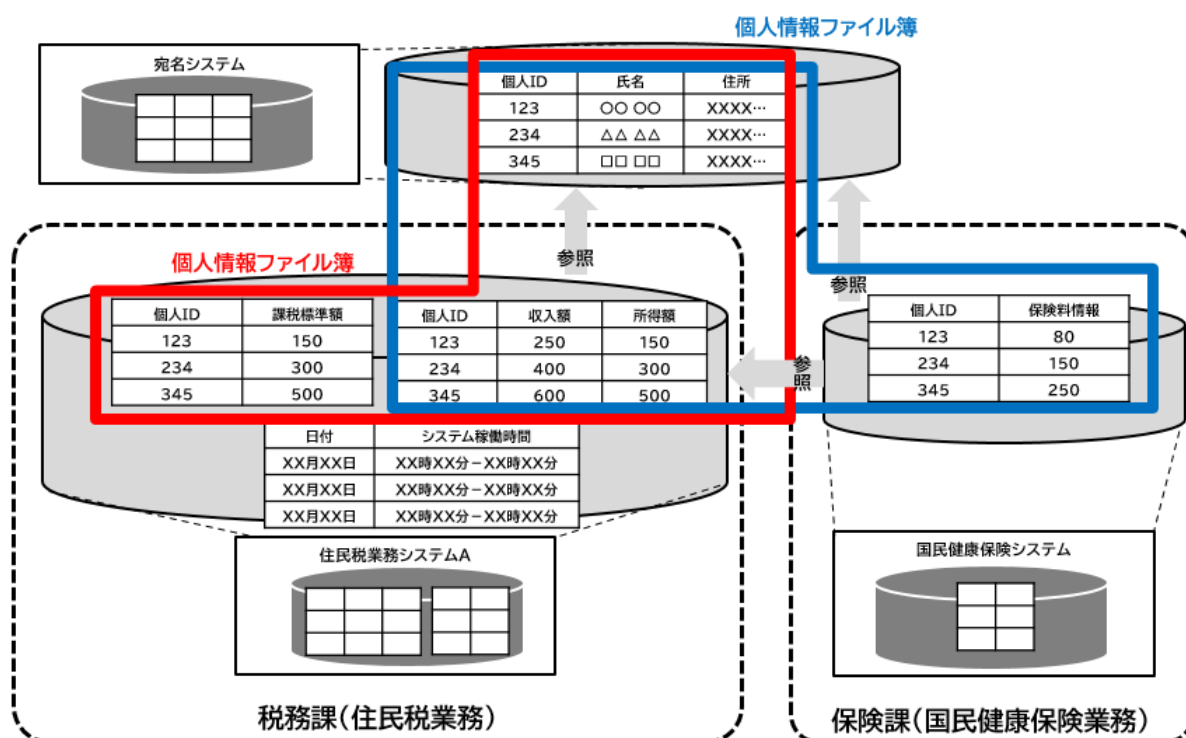 個人情報ファイル簿
宛名システム
個人ID 氏名 住所
123 〇〇 〇〇 XXXX…
234 △△ △△ XXXX…
345 □□ □□ XXXX…
参照
個人情報ファイル簿
参照
個人ID 課税標準額
123 150
234 300
345 500
個人ID 収入額 所得額
123 250 150
234 400 300
345 600 500
参照
個人ID 保険料情報
123 80
234 150
345 250
日付 システム稼働時間
XX月XX日 XX時XX分－XX時XX分
XX月XX日 XX時XX分－XX時XX分
XX月XX日 XX時XX分－XX時XX分
住民税業務システムA
国民健康保険システム
税務課(住民税業務)
保険課(国民健康保険業務)